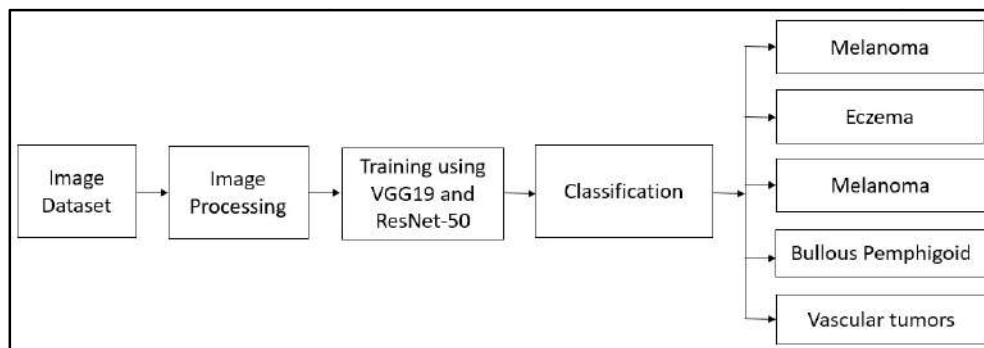 Image
Dataset
Image
Processing
Training using
VGG19 and
ResNet-50
Classification
Melanoma
Eczema
Melanoma
Bullous Pemphigoid
Vascular tumors